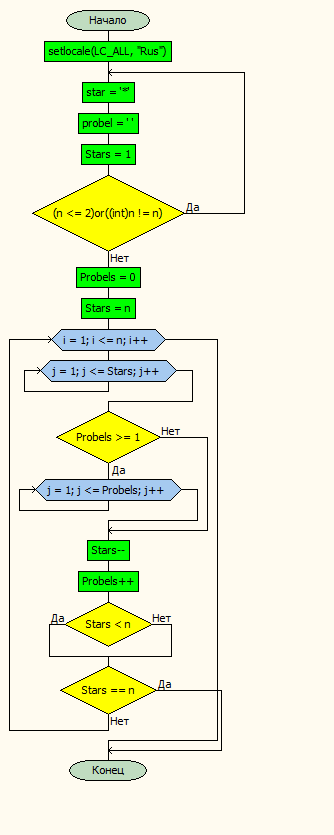 Начало
setlocale(LC_ALL, "Rus")
star = '*'
probel = ' '
Stars = 1
(n <= 2)or((int)n != n)
Да
Нет
Probels = 0
Stars = n
i = 1; i <= n; i++
j = 1; j <= Stars; j++
Probels >= 1
Нет
Да
j = 1; j <= Probels; j++
Stars--
Probels++
Да
Stars < n
Нет
Stars == n
Да
Нет
Конец